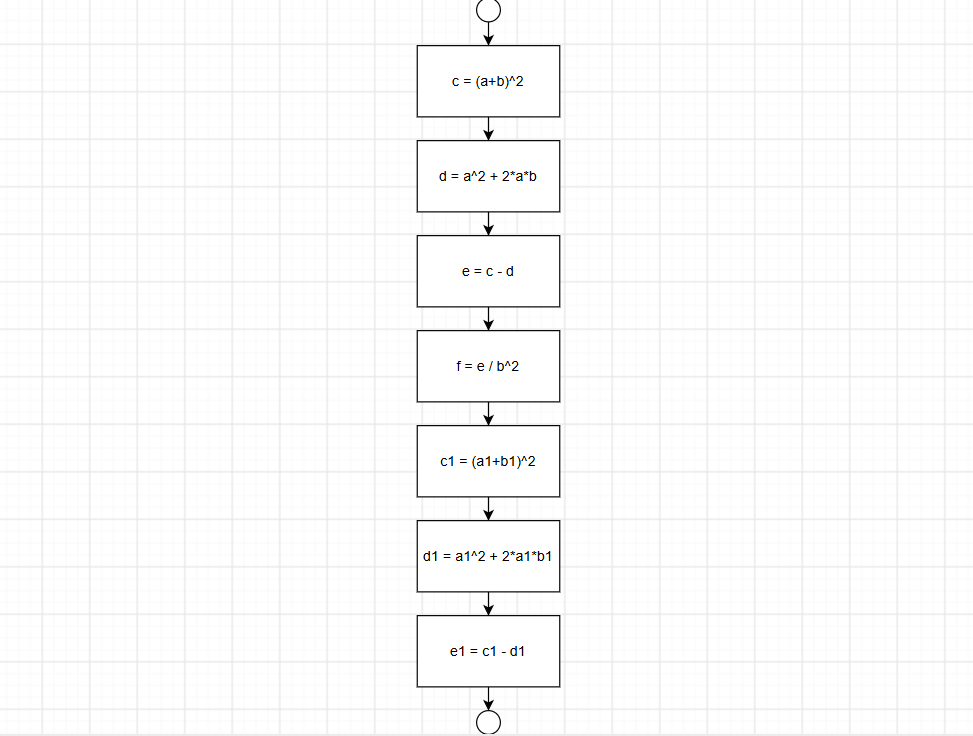 c = (a+b)^2
d = a^2 + 2*a*b
e = c - d
f = e / b^2
c1 = (a1+b1)^2
d1 = a1^2 + 2*a1*b1
e1 = c1 - d1